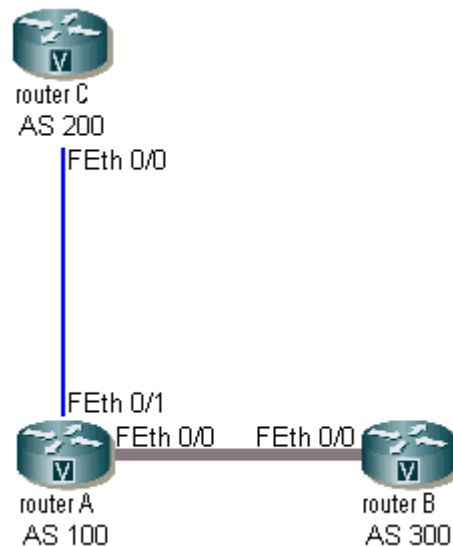 V
router C
AS 200
FEth 0/0
FEth 0/1
FEth 0/0 FEth 0/0
V V
router A router B
AS 100 AS 300